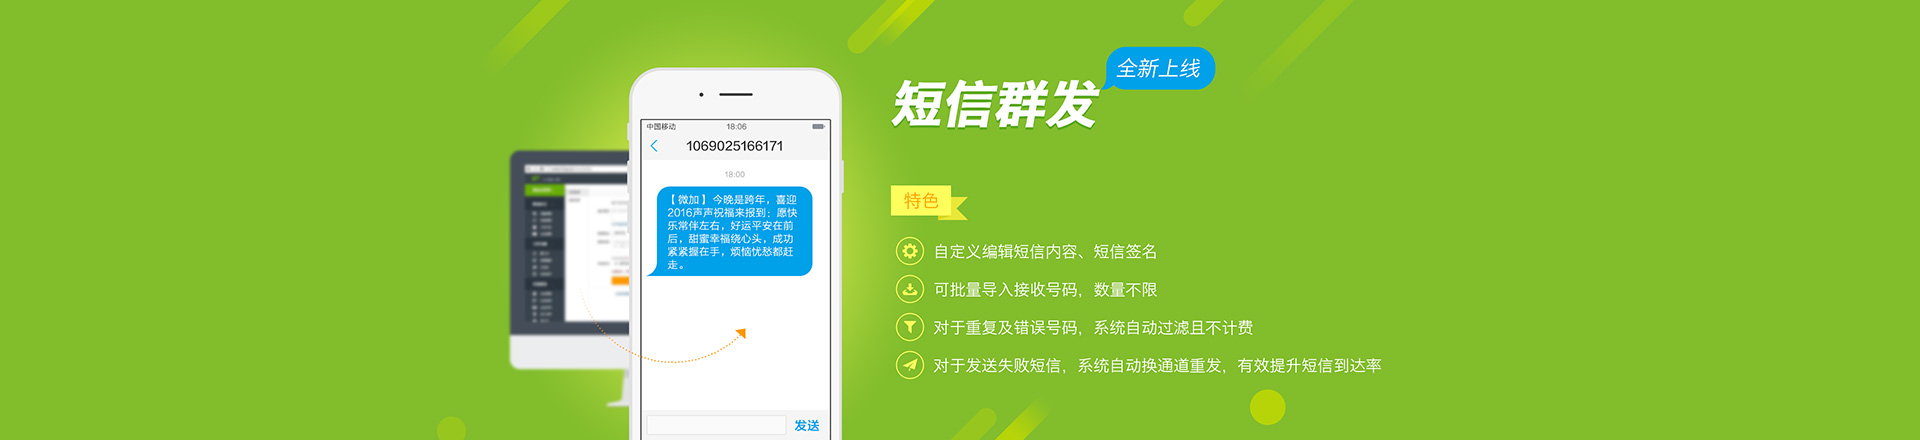 全新上线
短信群发
中国移动 18:06
1069025166171
18:00
【微加】今晚是跨年，喜迎
2016声声祝福来报到：愿快
乐常伴左右，好运平安在前
后，甜蜜幸福绕心头，成功
紧紧握在手，烦恼忧愁都赶
走。
发送
特色
自定义编辑短信内容、短信签名
可批量导入接收号码，数量不限
对于重复及错误号码，系统自动过滤且不计费
对于发送失败短信，系统自动换通道重发，有效提升短信到达率